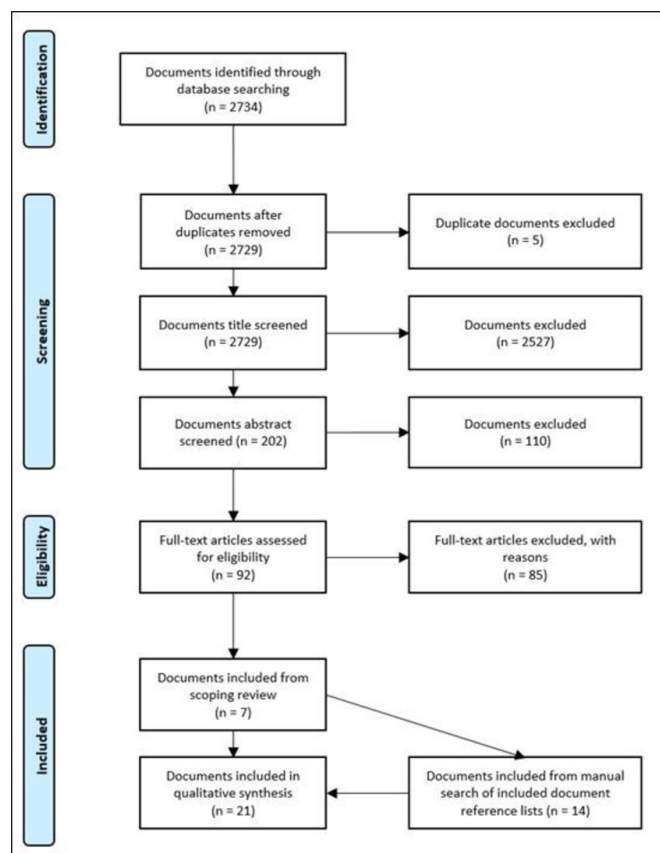 Identification
Documents identified through
database searching
(n = 2734)
Screening
Documents after
duplicates removed
(n = 2729)
Duplicate documents excluded
(n = 5)
Documents title screened
(n = 2729)
Documents excluded
(n = 2527)
Documents abstract
screened (n = 202)
Documents excluded
(n = 110)
Eligibility
Full-text articles assessed
for eligibility
(n = 92)
Full-text articles excluded, with
reasons
(n = 85)
Included
Documents included from
scoping review
(n = 7)
Documents included in
qualitative synthesis
(n = 21)
Documents included from manual
search of included document
reference lists (n = 14)